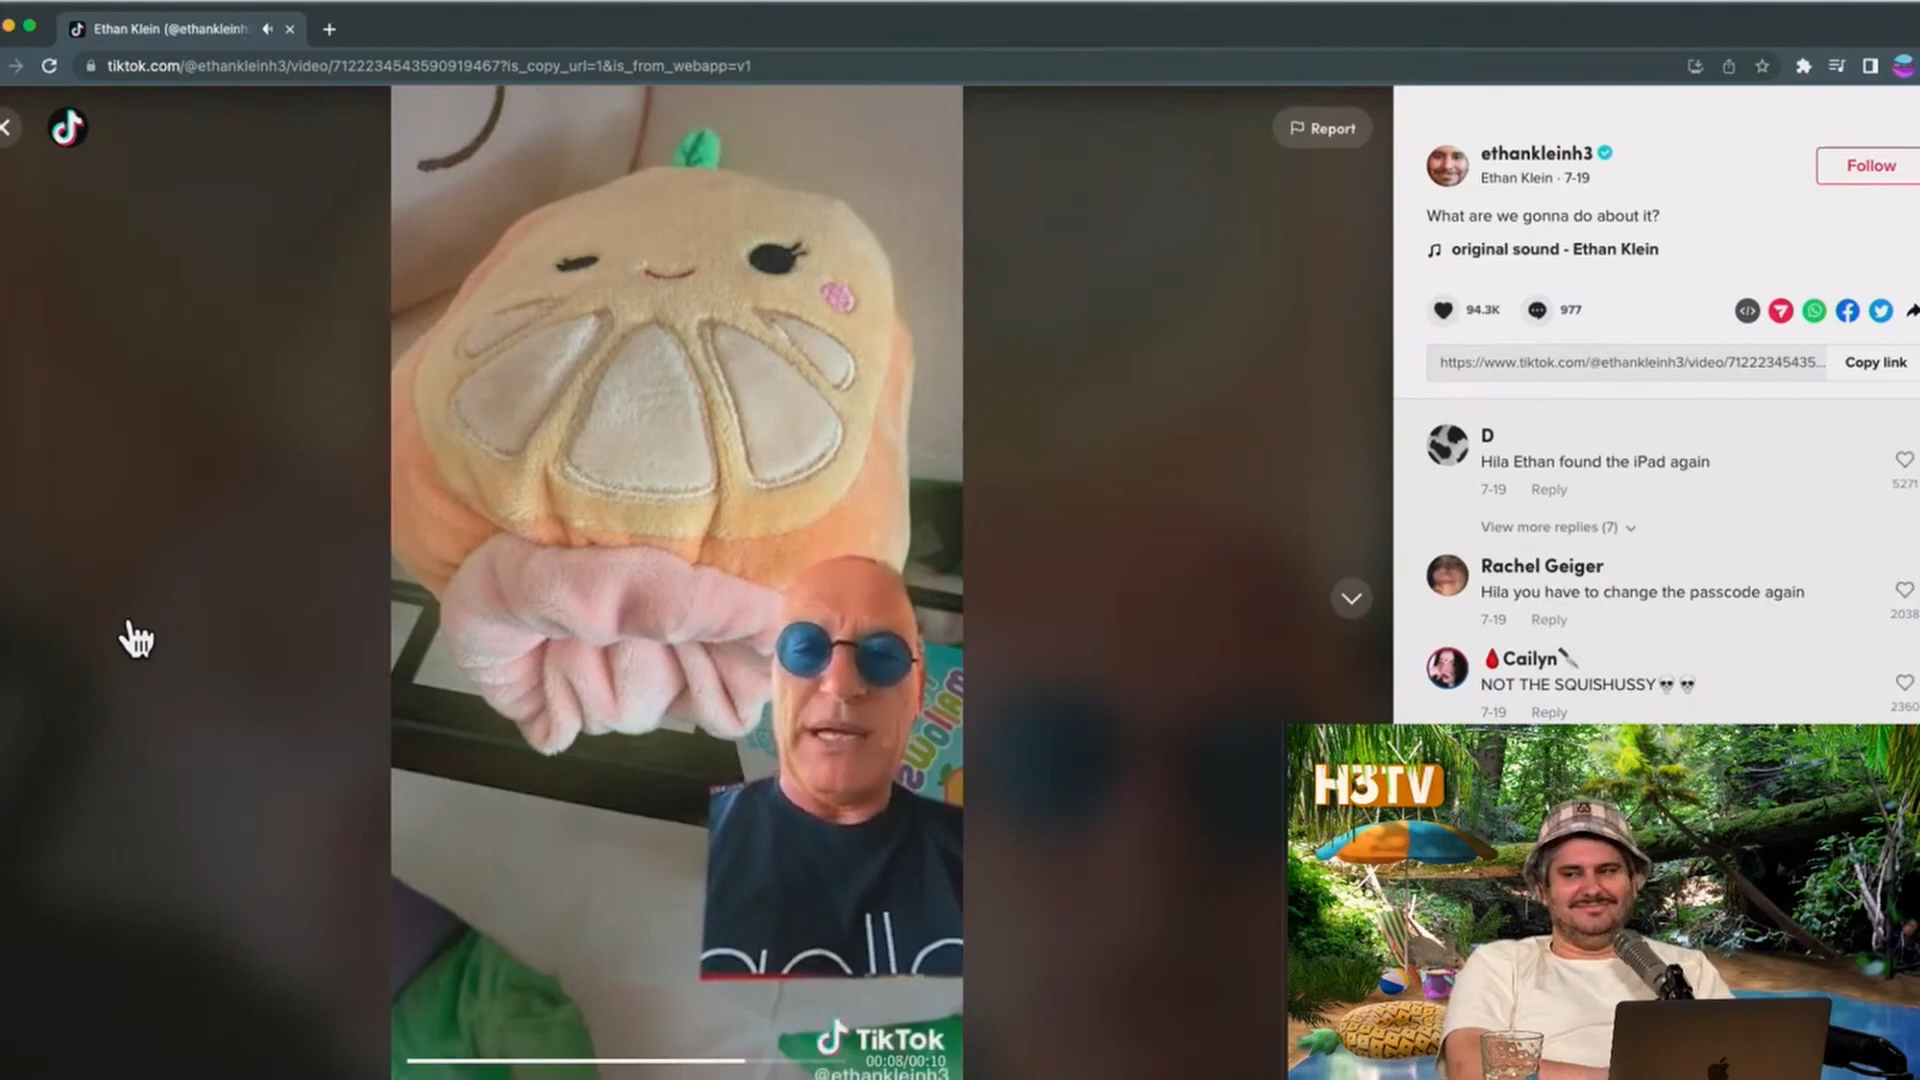 Ethan Klein (@ethankleinh
tiktok.com/@ethankleinh3/video/7122234543590919467?is_copy_url=1&is_from_webapp=v1
Report
ethankleinh3
Ethan Klein · 7-19
Follow
What are we gonna do about it?
original sound - Ethan Klein
94.3K
977
https://www.tiktok.com/@ethankleinh3/video/71222345435...
Copy link
D
Hila Ethan found the iPad again
5271
7-19 Reply
View more replies (7)
Rachel Geiger
Hila you have to change the passcode again
2038
7-19 Reply
🩸Cailyn🔪
NOT THE SQUISHUSSY💀💀
2360
7-19 Reply
H3TV
TikTok
00:08/00:10
@ethankleinh3